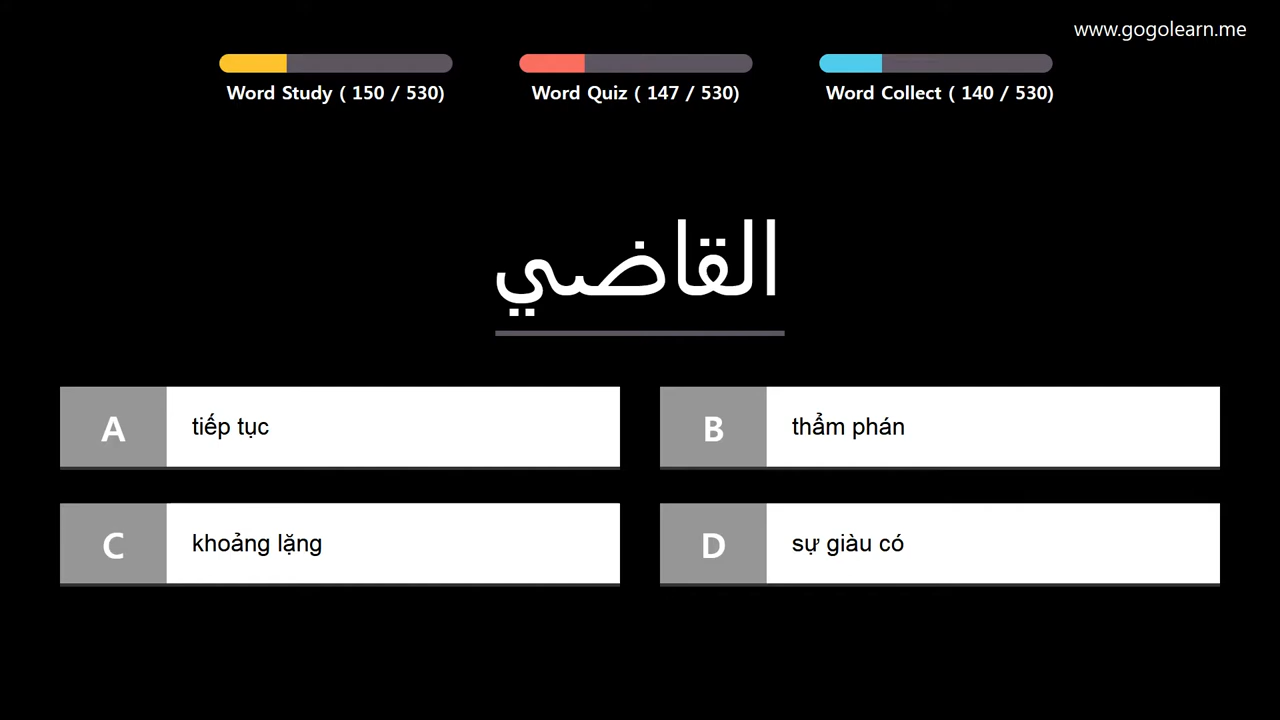 www.gogolearn.me
Word Study ( 150 / 530)
Word Quiz ( 147 / 530)
Word Collect ( 140 / 530)
القاضي
A tiếp tục
B thẩm phán
C khoảng lặng
D sự giàu có